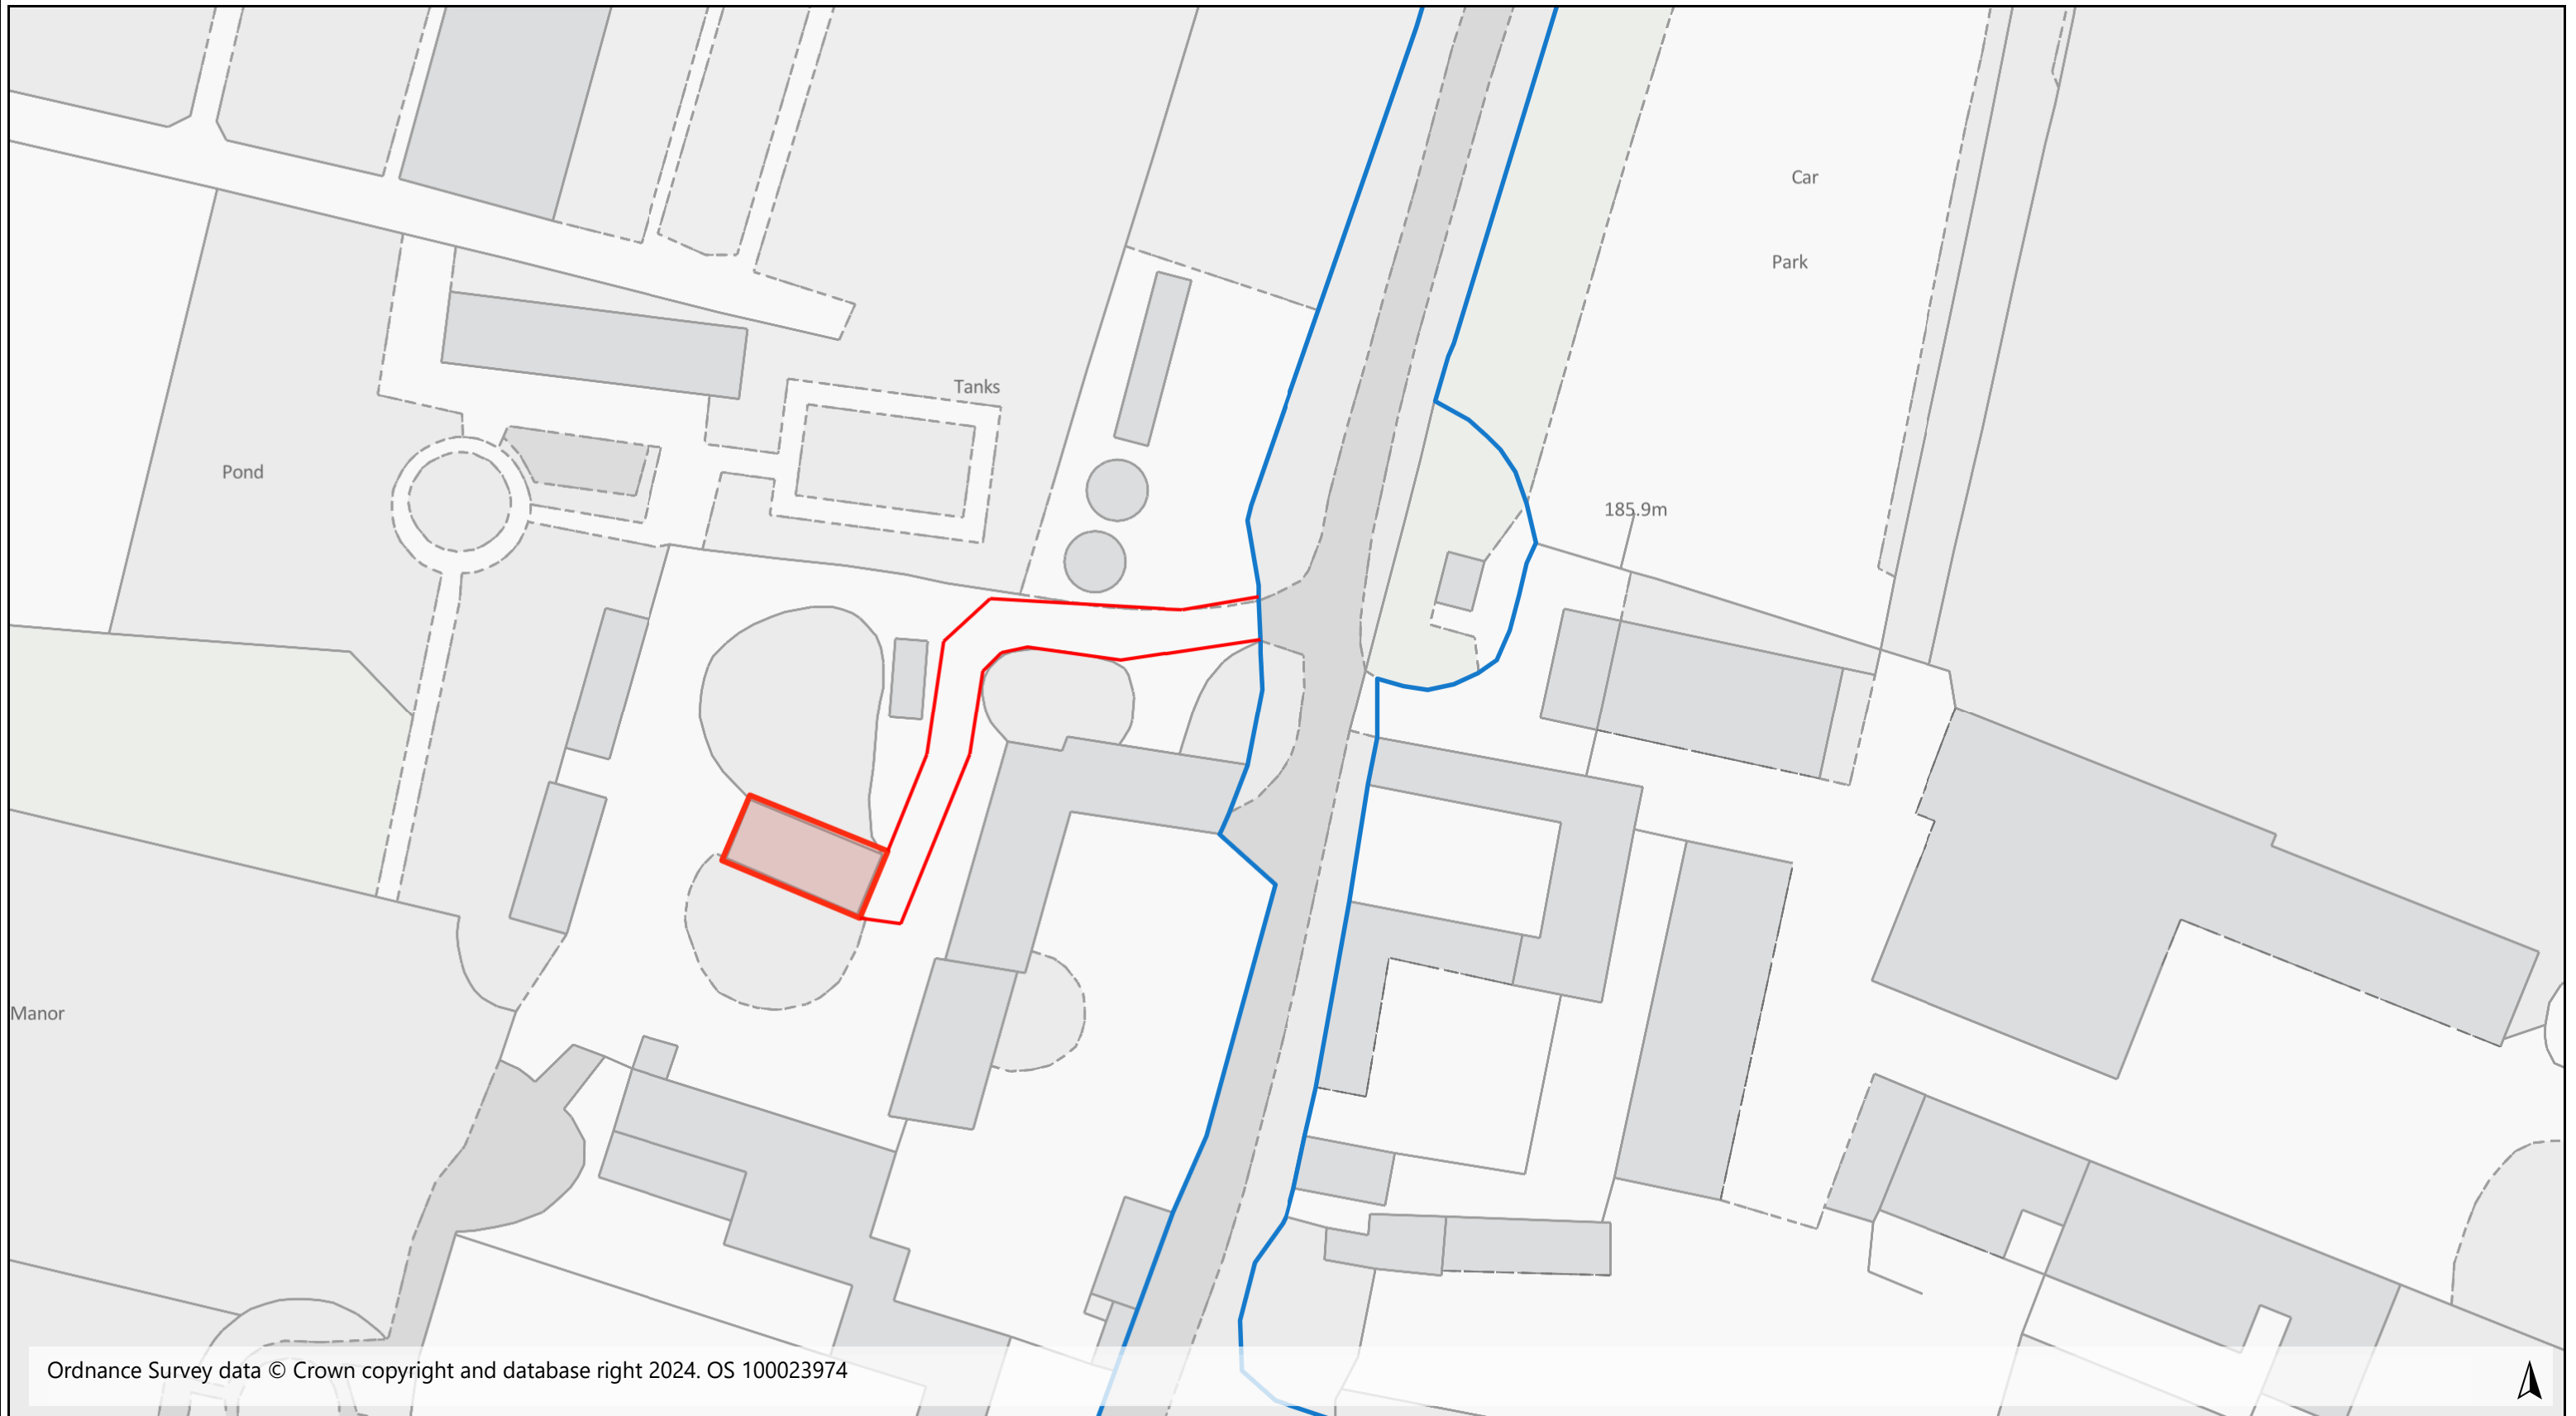 Car
Park
Tanks
Pond
185.9m
Manor
Ordnance Survey data © Crown copyright and database right 2024. OS 100023974